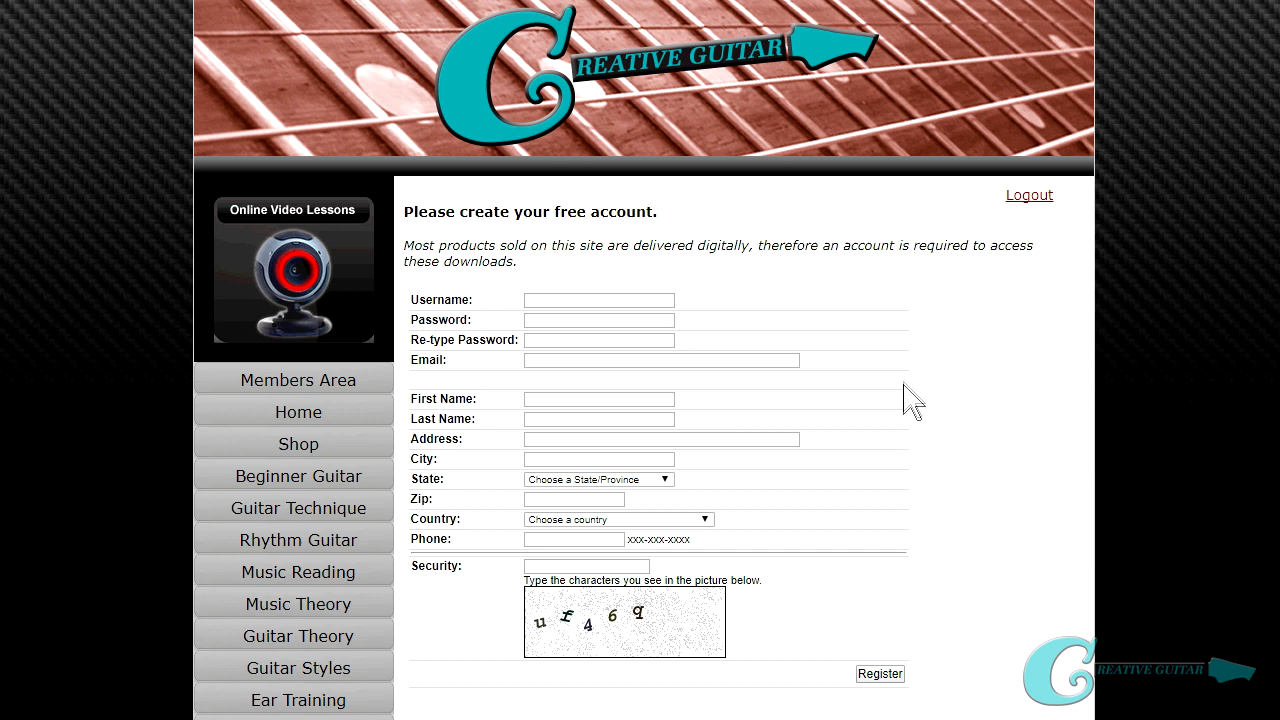 CREATIVE GUITAR
Logout
Online Video Lessons
Please create your free account.
Most products sold on this site are delivered digitally, therefore an account is required to access
these downloads.
Username:
Password:
Re-type Password:
Email:
Members Area
First Name:
Home
Last Name:
Address:
Shop
City:
Beginner Guitar
State: Choose a State/Province
Zip:
Guitar Technique
Country: Choose a country
Rhythm Guitar
Phone: xxx-xxx-xxxx
Music Reading
Security:
Type the characters you see in the picture below.
Music Theory
u f 4 6 q
Guitar Theory
Guitar Styles
Register
CREATIVE GUITAR
Ear Training